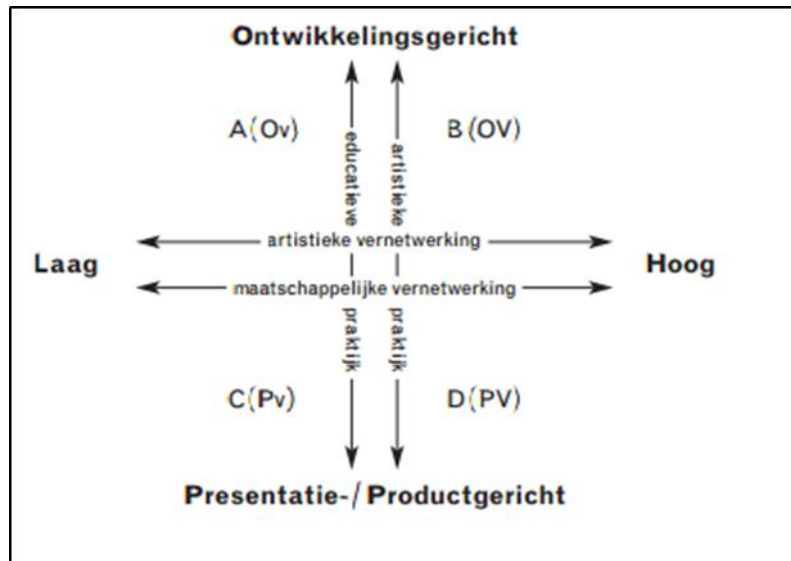 Ontwikkelingsgericht
A(Ov)
B(OV)
educatieve
artistieke
artistieke vernetwerking
Laag
Hoog
maatschappelijke vernetwerking
praktijk
praktijk
C(Pv)
D(PV)
Presentatie-/Productgericht